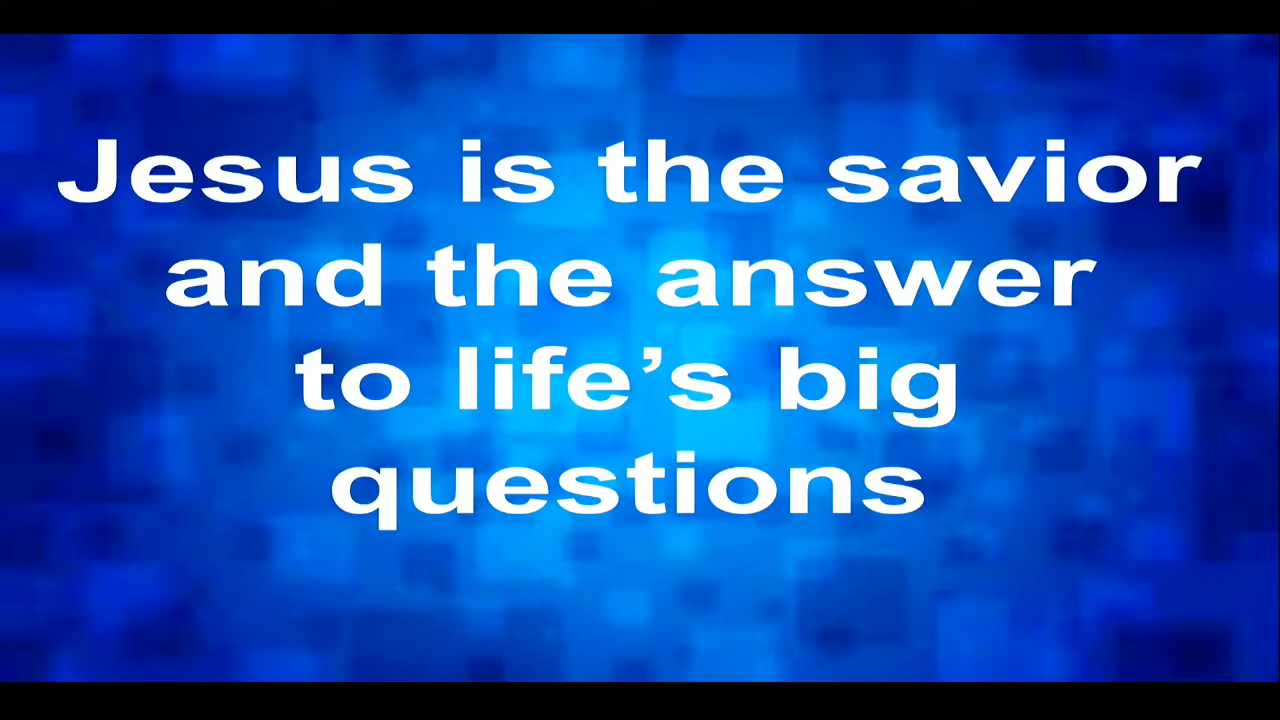 Jesus is the savior
and the answer
to life’s big
questions